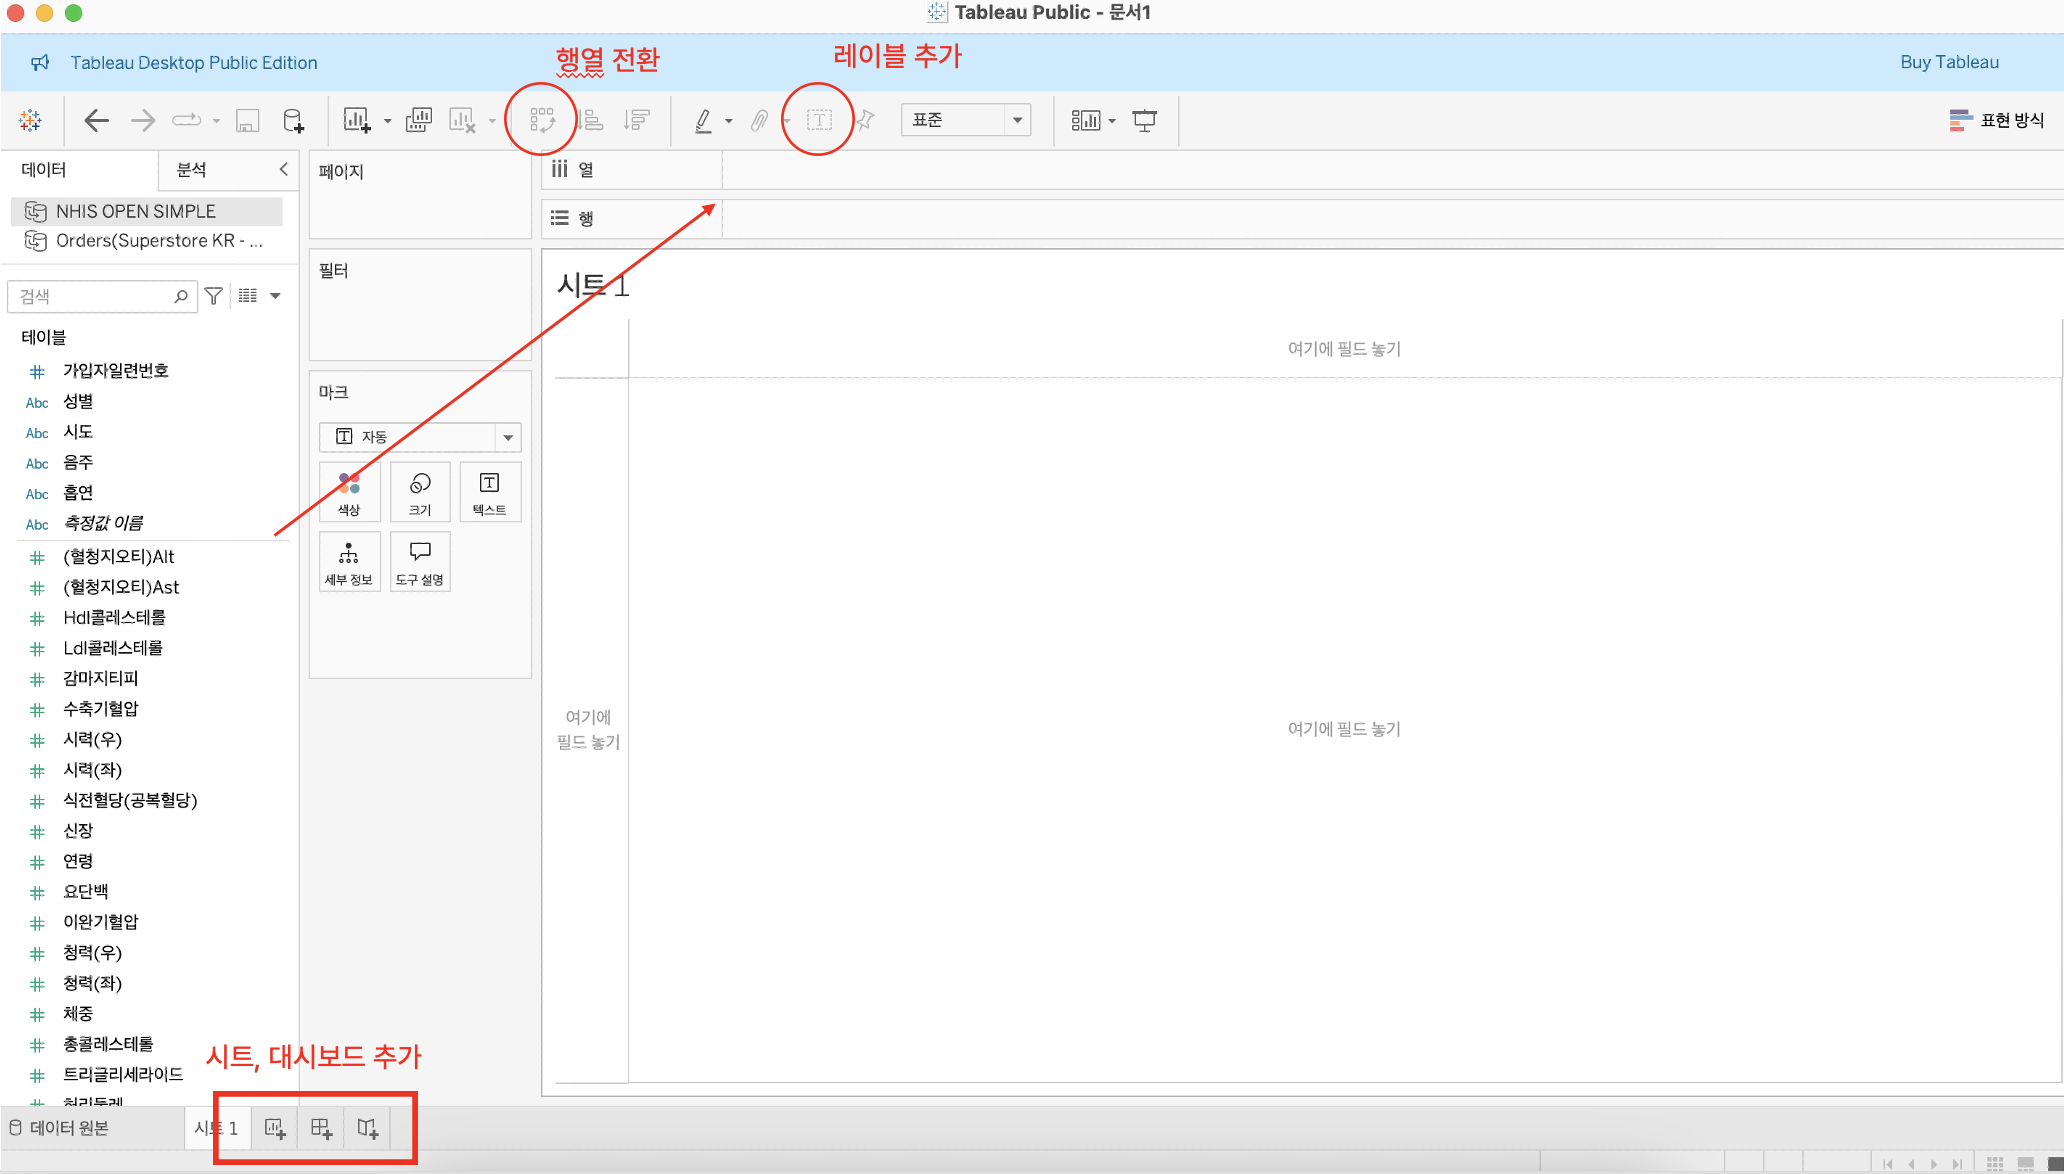 Tableau Public - 문서1
Tableau Desktop Public Edition
행열 전환
레이블 추가
Buy Tableau
표준
표현 방식
데이터
분석
페이지
열
NHIS OPEN SIMPLE
Orders(Superstore KR - ...
행
필터
시트 1
검색
여기에 필드 놓기
테이블
가입자일련번호
Abc 성별
Abc 시도
Abc 음주
Abc 흡연
Abc 측정값 이름
마크
자동
색상
크기
텍스트
세부 정보
도구 설명
(혈청지오티)Alt
(혈청지오티)Ast
Hdl콜레스테롤
Ldl콜레스테롤
감마지티피
수축기혈압
시력(우)
시력(좌)
식전혈당(공복혈당)
신장
연령
요단백
이완기혈압
청력(우)
청력(좌)
체중
총콜레스테롤
트리글리세라이드
허리둘레
여기에
필드 놓기
여기에 필드 놓기
시트, 대시보드 추가
데이터 원본
시트 1